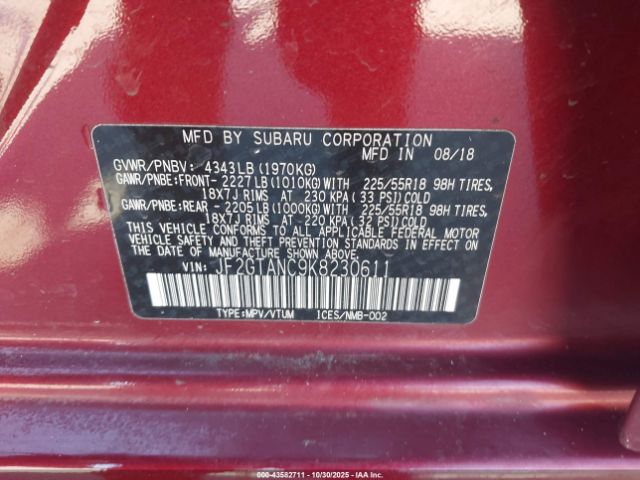 MFD BY SUBARU CORPORATION
MFD IN 08/18
GVWR/PNBV: 4343LB (1970KG)
GAWR/PNBE:FRONT-2227LB(1010KG)WITH 225/55R18 98H TIRES,
18X7J RIMS AT 230 KPA ( 33 PSI)COLD
GAWR/PNBE:REAR -2205LB(1000KG)WITH 225/55R18 98H TIRES,
18X7J RIMS AT 220 KPA ( 32 PSI)COLD
THIS VEHICLE CONFORMS TO ALL APPLICABLE FEDERAL MOTOR
VEHICLE SAFETY AND BUMPER STANDARDS IN EFFECT ON THE
DATE OF MANUFACTURE SHOWN ABOVE.
VIN: JF2GTANC9K8230611
TYPE:MPV/VTUM ICES/NMB-002
000-43582711 - 10/30/2025 - IAAI.COM